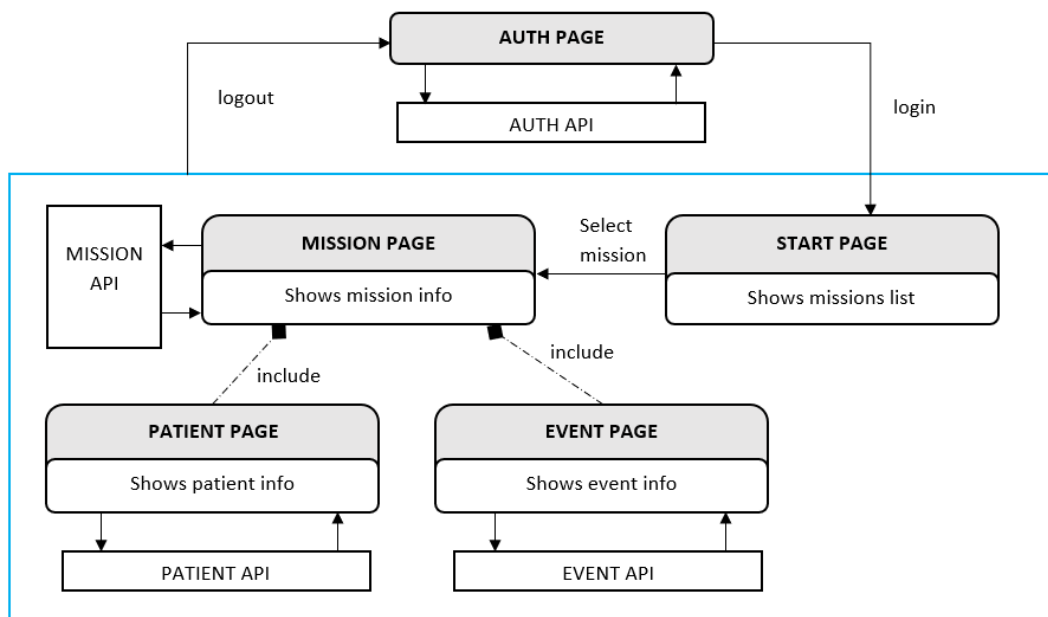 AUTH PAGE
logout
AUTH API
login
MISSION
API
MISSION PAGE
Shows mission info
Select
mission
START PAGE
Shows missions list
include
include
PATIENT PAGE
Shows patient info
EVENT PAGE
Shows event info
PATIENT API
EVENT API